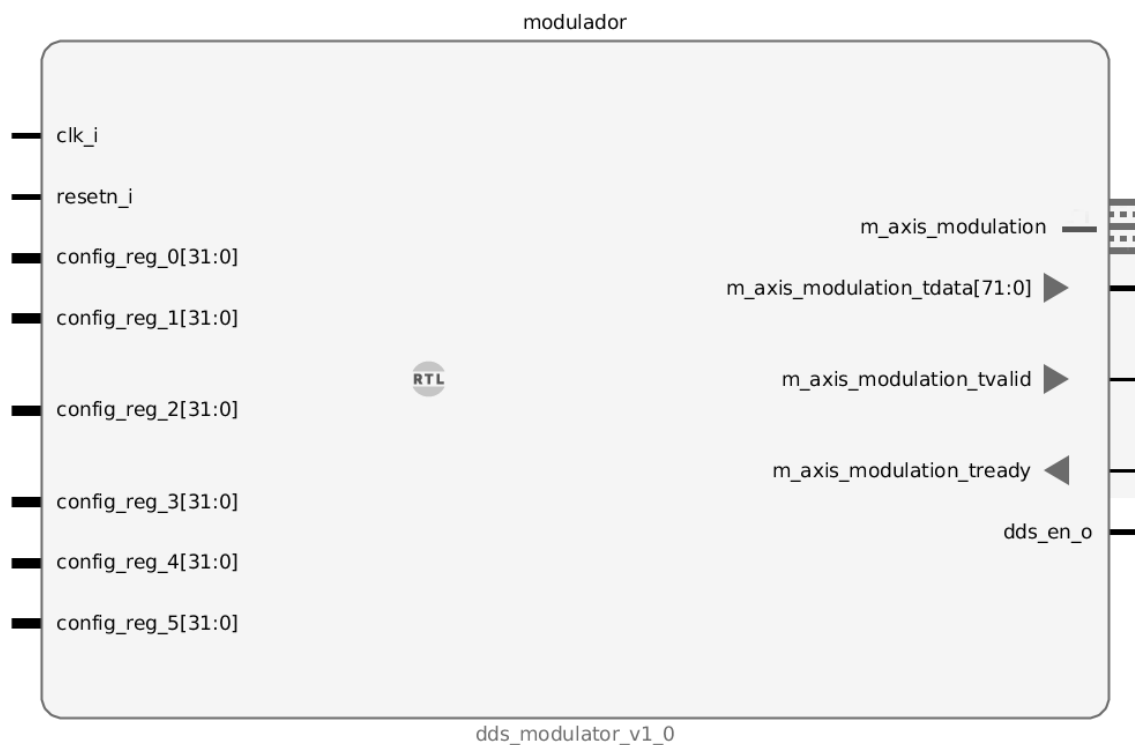 modulador
clk_i
resetn_i
config_reg_0[31:0]
config_reg_1[31:0]
config_reg_2[31:0]
config_reg_3[31:0]
config_reg_4[31:0]
config_reg_5[31:0]
RTL
m_axis_modulation
m_axis_modulation_tdata[71:0]
m_axis_modulation_tvalid
m_axis_modulation_tready
dds_en_o
dds_modulator_v1_0